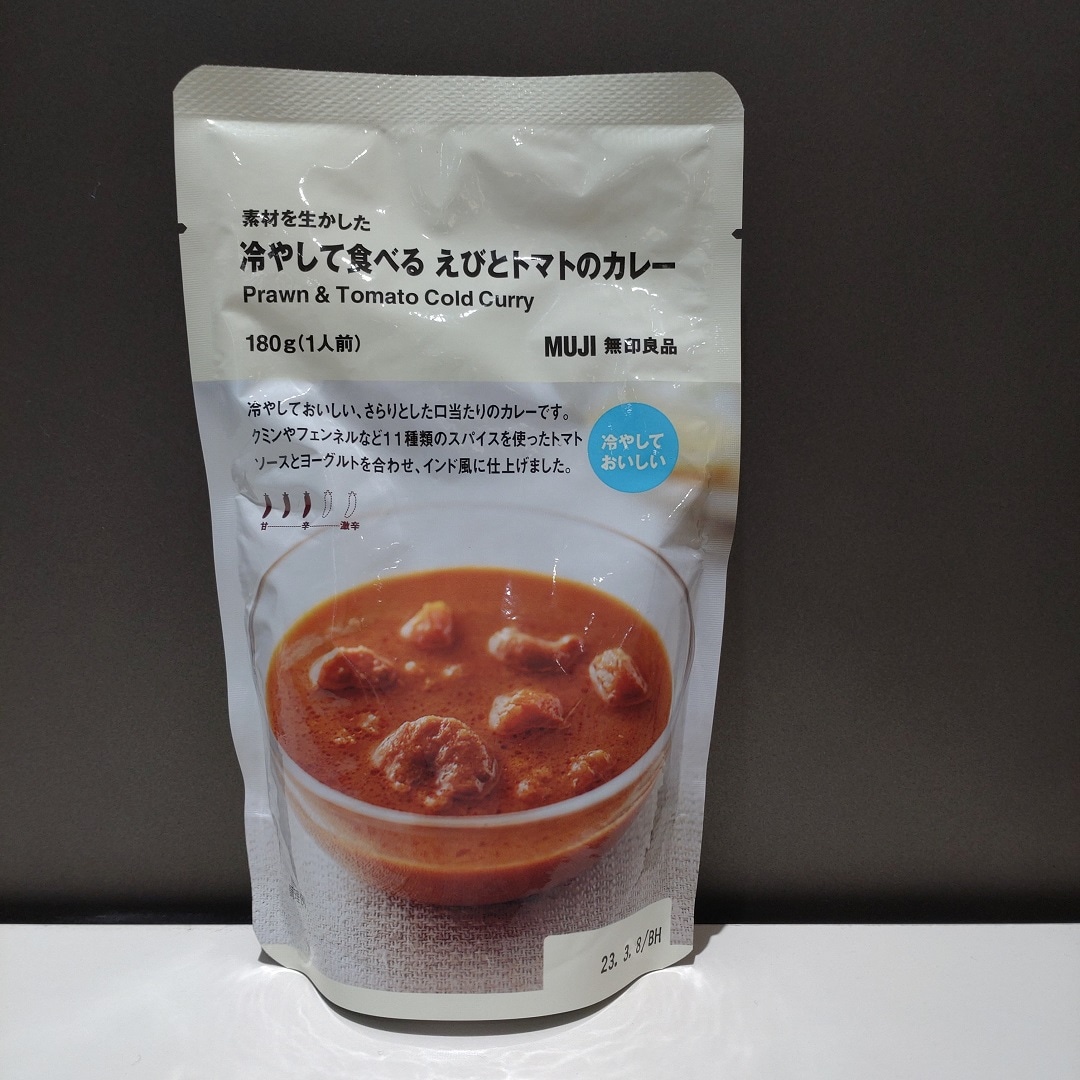 素材を生かした
冷やして食べる えびとトマトのカレー
Prawn & Tomato Cold Curry
180g(1人前)
MUJI 無印良品
冷やしておいしい、さらりとした口当たりのカレーです。
クミンやフェンネルなど11種類のスパイスを使ったトマト
ソースとヨーグルトを合わせ、インド風に仕上げました。
冷やして
おいしい
甘 辛 激辛
23. 3. 8/BH